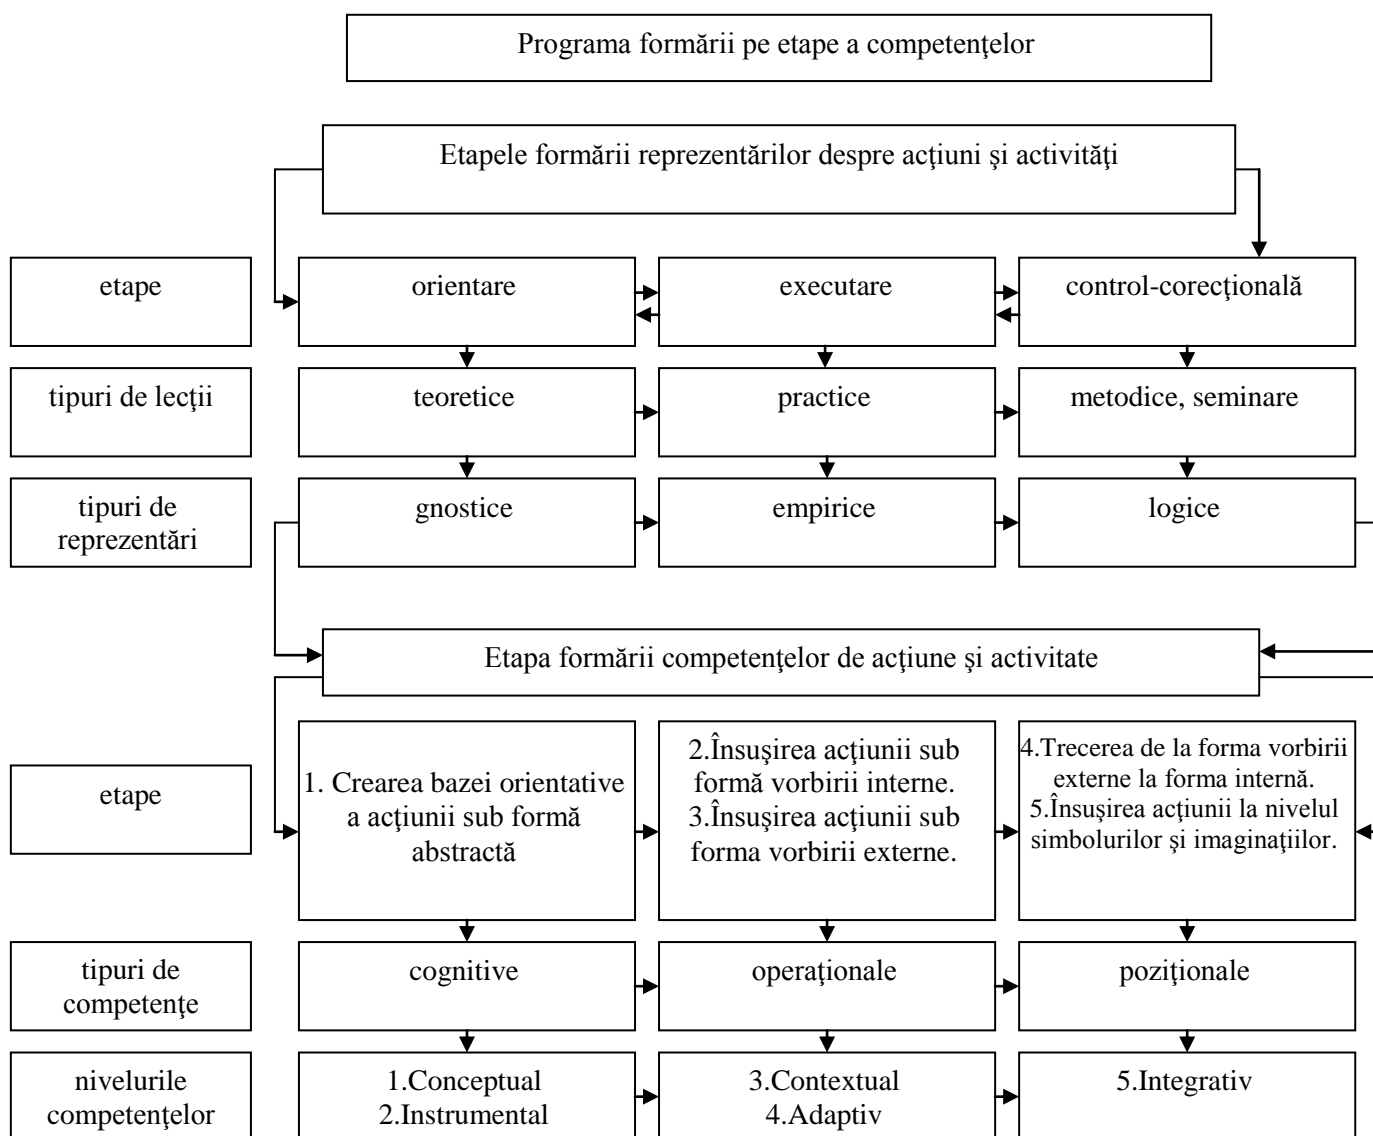 Programa formării pe etape a competenţelor
Etapele formării reprezentărilor despre acţiuni şi activităţi
etape
orientare
executare
control-corecţională
tipuri de lecţii
teoretice
practice
metodice, seminare
tipuri de
reprezentări
gnostice
empirice
logice
Etapa formării competenţelor de acţiune şi activitate
etape
1. Crearea bazei orientative
a acţiunii sub formă
abstractă
2.Însuşirea acţiunii sub
formă vorbirii interne.
3.Însuşirea acţiunii sub
forma vorbirii externe.
4.Trecerea de la forma vorbirii
externe la forma internă.
5.Însuşirea acţiunii la nivelul
simbolurilor şi imaginaţiilor.
tipuri de
competenţe
cognitive
operaţionale
poziţionale
nivelurile
competenţelor
1.Conceptual
2.Instrumental
3.Contextual
4.Adaptiv
5.Integrativ